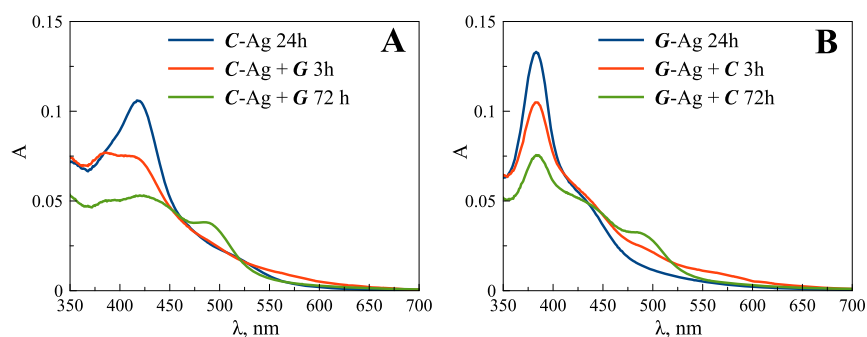 A
C-Ag 24h
C-Ag + G 3h
C-Ag + G 72 h
0.15
0.1
0.05
0
A
350 400 450 500 550 600 650 700
λ, nm
B
G-Ag 24h
G-Ag + C 3h
G-Ag + C 72h
0.15
0.1
0.05
0
A
350 400 450 500 550 600 650 700
λ, nm